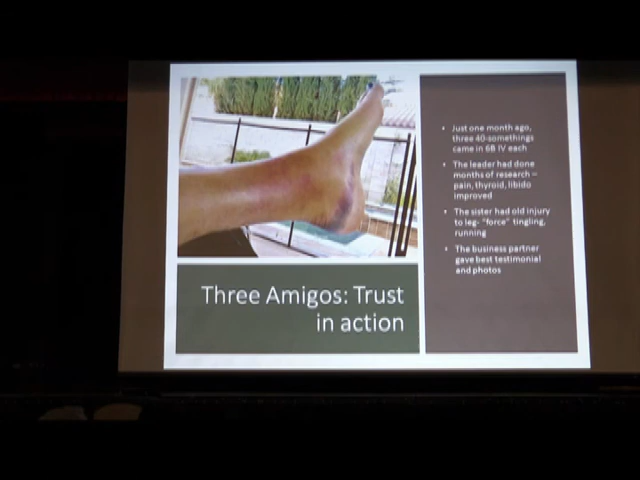 Three Amigos: Trust
in action
• Just one month ago,
three 40-somethings
came in 6B IV each
• The leader had done
months of research –
pain, thyroid, libido
improved
• The sister had old injury
to leg- "force" tingling,
running
• The business partner
gave best testimonial
and photos